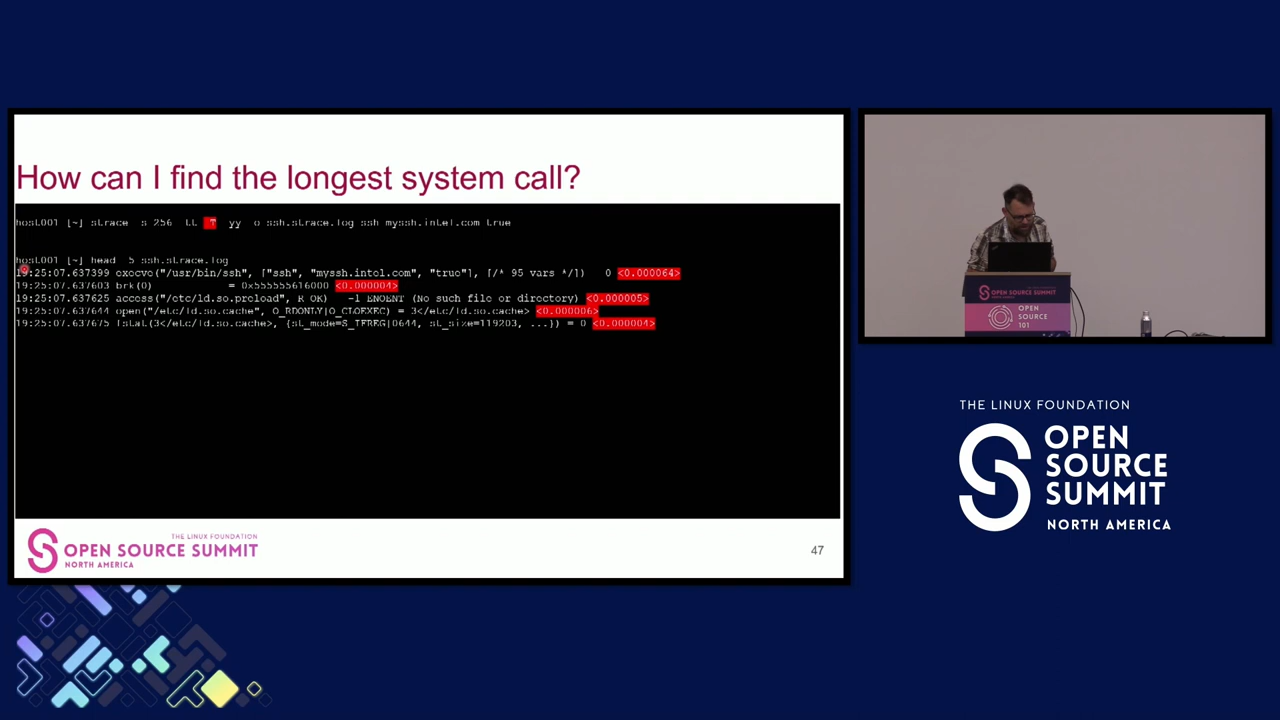 How can I find the longest system call?
host001 [~] strace -s 256 -tt -T -yy -o ssh.strace.log ssh myssh.intel.com true
host001 [~] head -5 ssh.strace.log
19:25:07.637399 execve("/usr/bin/ssh", ["ssh", "myssh.intel.com", "true"], [/* 95 vars */]) = 0 <0.000064>
19:25:07.637603 brk(0) = 0x555555616000 <0.000004>
19:25:07.637625 access("/etc/ld.so.preload", R_OK) = -1 ENOENT (No such file or directory) <0.000005>
19:25:07.637644 open("/etc/ld.so.cache", O_RDONLY|O_CLOEXEC) = 3</etc/ld.so.cache> <0.000006>
19:25:07.637675 fstat(3</etc/ld.so.cache>, {st_mode=S_IFREG|0644, st_size=119203, ...}) = 0 <0.000004>
THE LINUX FOUNDATION
OPEN SOURCE SUMMIT
NORTH AMERICA
47
OPEN SOURCE SUMMIT
NORTH AMERICA
OPEN
SOURCE
101
THE LINUX FOUNDATION
OPEN
SOURCE
SUMMIT
NORTH AMERICA